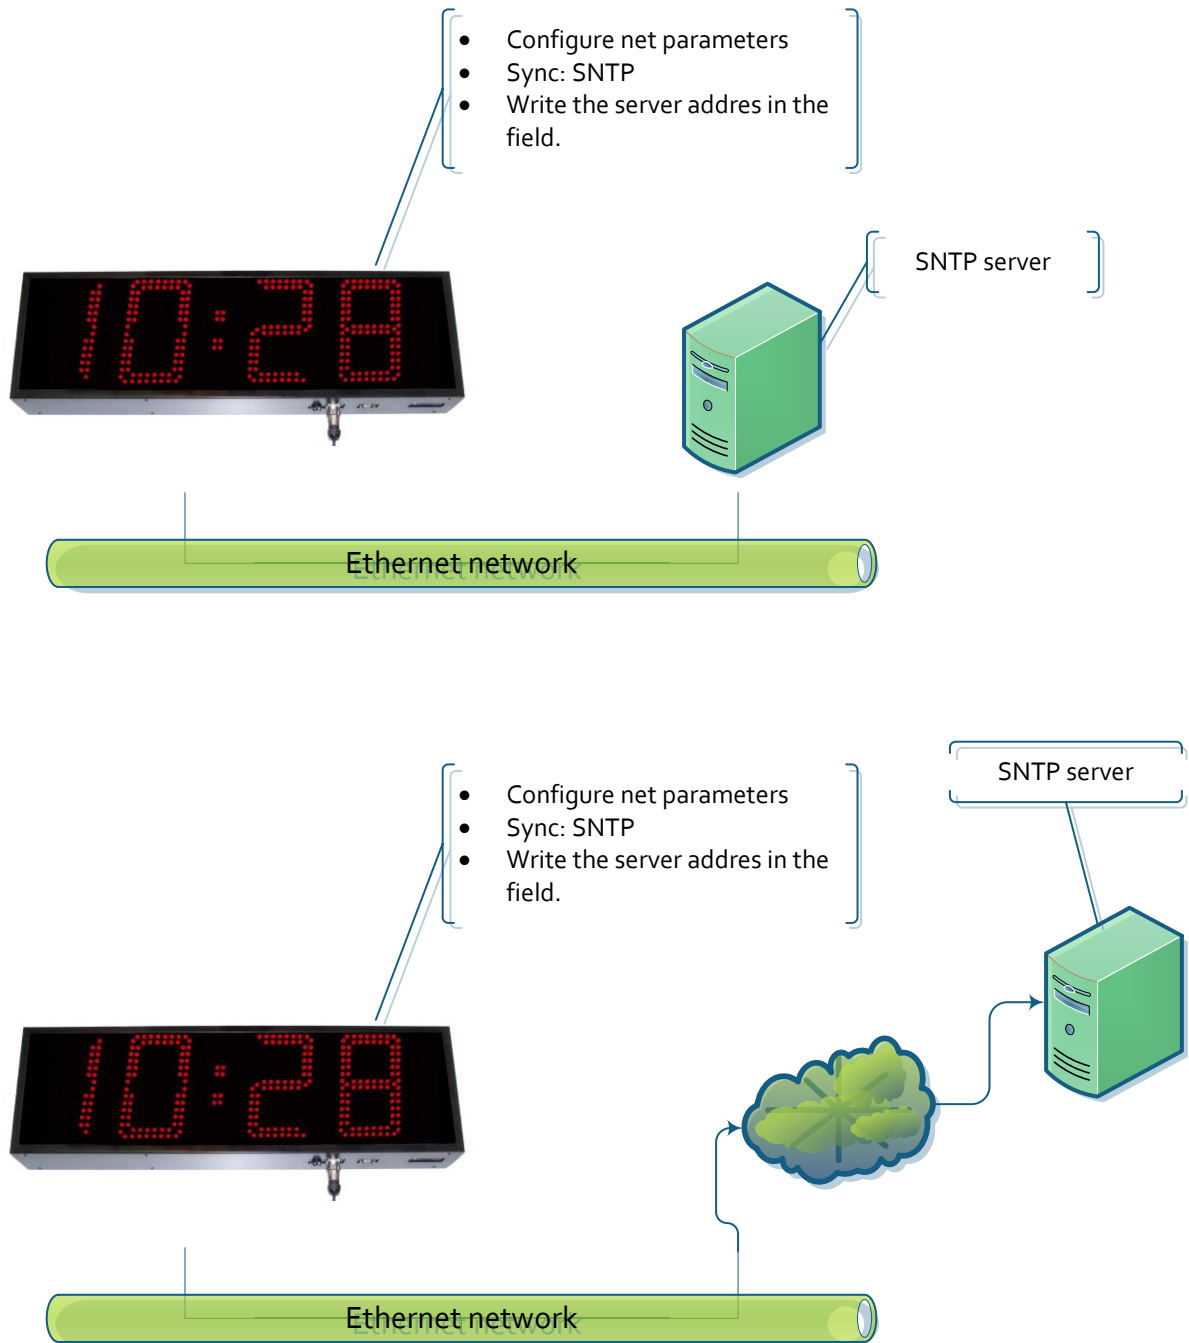 • Configure net parameters
• Sync: SNTP
• Write the server addres in the
field.
SNTP server
10:28
Ethernet network
SNTP server
• Configure net parameters
• Sync: SNTP
• Write the server addres in the
field.
10:28
Ethernet network